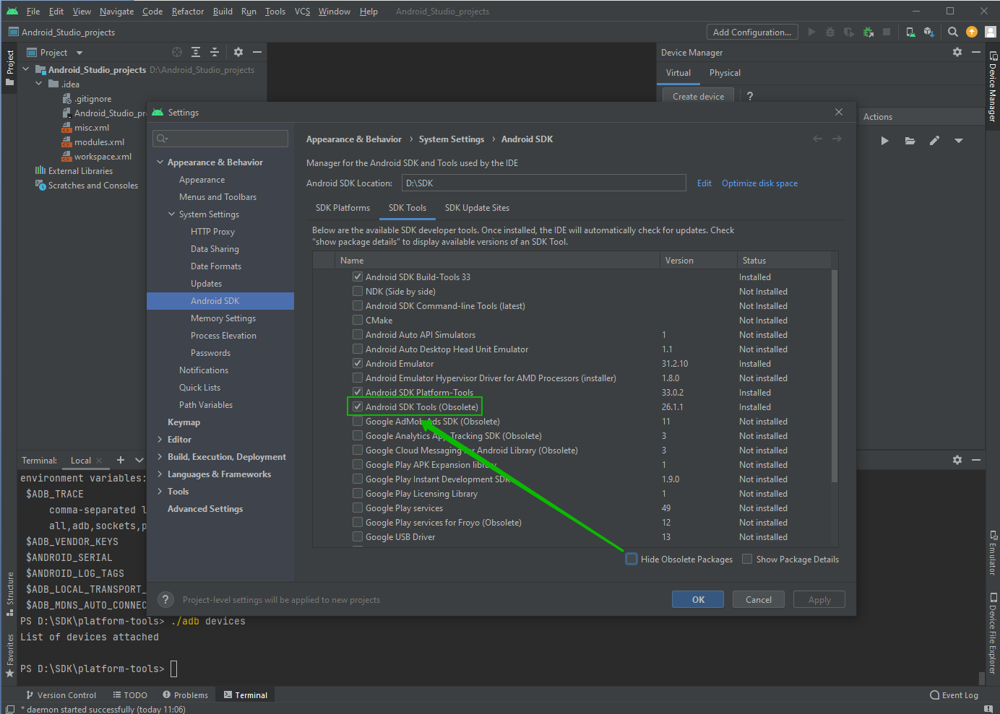 File Edit View Navigate Code Refactor Build Run Tools VCS Window Help Android_Studio_projects
Android_Studio_projects
Add Configuration...
Project
Project
Android_Studio_projects D:\Android_Studio_projects
.idea
.gitignore
Android_Studio_pr
misc.xml
modules.xml
workspace.xml
External Libraries
Scratches and Consoles
Device Manager
Virtual Physical
Create device ?
Actions
Device Manager
Settings
Appearance & Behavior
Appearance
Menus and Toolbars
System Settings
HTTP Proxy
Data Sharing
Date Formats
Updates
Android SDK
Memory Settings
Process Elevation
Passwords
Notifications
Quick Lists
Path Variables
Keymap
Editor
Build, Execution, Deployment
Languages & Frameworks
Tools
Advanced Settings
Appearance & Behavior › System Settings › Android SDK
Manager for the Android SDK and Tools used by the IDE
Android SDK Location: D:\SDK Edit Optimize disk space
SDK Platforms SDK Tools SDK Update Sites
Below are the available SDK developer tools. Once installed, the IDE will automatically check for updates. Check
"show package details" to display available versions of an SDK Tool.
Name Version Status
Android SDK Build-Tools 33 Installed
NDK (Side by side) Not Installed
Android SDK Command-line Tools (latest) Not Installed
CMake Not Installed
Android Auto API Simulators 1 Not installed
Android Auto Desktop Head Unit Emulator 1.1 Not installed
Android Emulator 31.2.10 Installed
Android Emulator Hypervisor Driver for AMD Processors (installer) 1.8.0 Not installed
Android SDK Platform-Tools 33.0.2 Installed
Android SDK Tools (Obsolete) 26.1.1 Installed
Google AdMob Ads SDK (Obsolete) 11 Not installed
Google Analytics App Tracking SDK (Obsolete) 3 Not installed
Google Cloud Messaging for Android Library (Obsolete) 3 Not installed
Google Play APK Expansion library 1 Not installed
Google Play Instant Development SDK 1.9.0 Not installed
Google Play Licensing Library 1 Not installed
Google Play services 49 Not installed
Google Play services for Froyo (Obsolete) 12 Not installed
Google USB Driver 13 Not installed
Hide Obsolete Packages Show Package Details
? Project-level settings will be applied to new projects
OK Cancel Apply
Terminal: Local
environment variables:
$ADB_TRACE
comma-separated l
all,adb,sockets,p
$ADB_VENDOR_KEYS
$ANDROID_SERIAL
$ANDROID_LOG_TAGS
$ADB_LOCAL_TRANSPORT_
$ADB_MDNS_AUTO_CONNEC
PS D:\SDK\platform-tools> ./adb devices
List of devices attached
PS D:\SDK\platform-tools>
Structure
Favorites
Emulator
Device File Explorer
Version Control TODO Problems Terminal Event Log
* daemon started successfully (today 11:06)